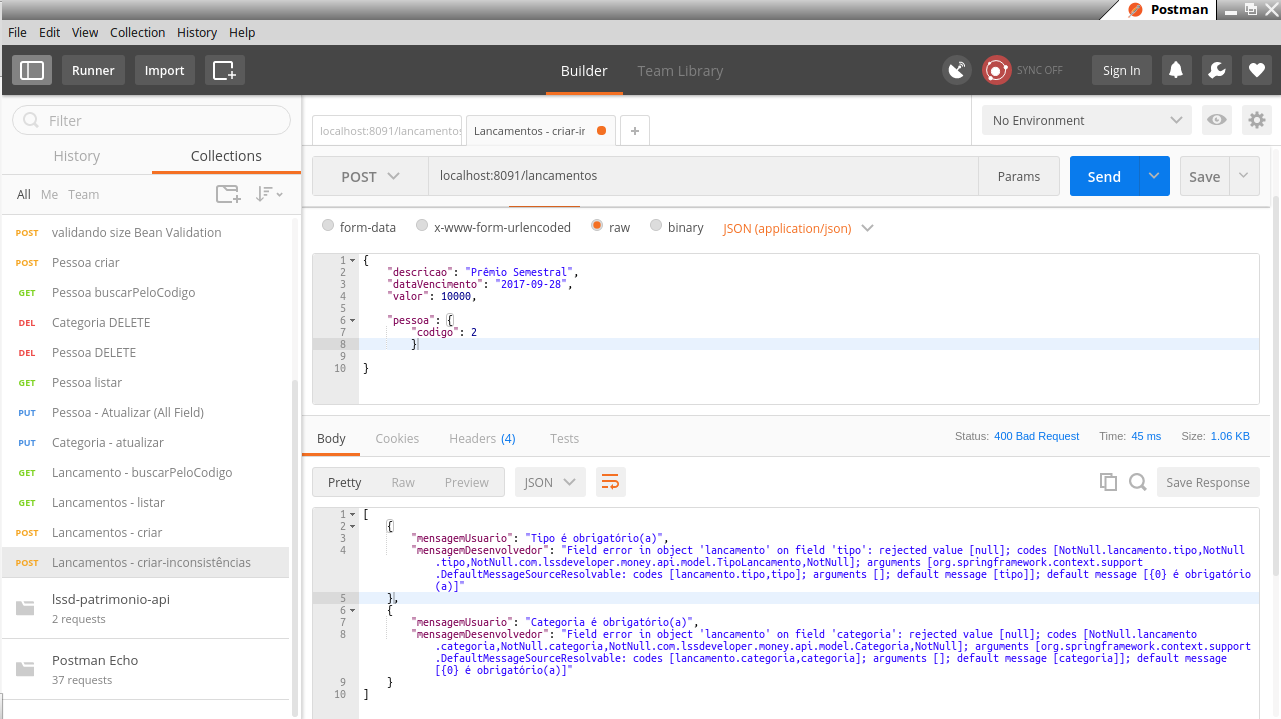 Postman
File Edit View Collection History Help
Runner Import Builder Team Library SYNC OFF Sign In
Filter
History Collections
All Me Team
POST validando size Bean Validation
POST Pessoa criar
GET Pessoa buscarPeloCodigo
DEL Categoria DELETE
DEL Pessoa DELETE
GET Pessoa listar
PUT Pessoa - Atualizar (All Field)
PUT Categoria - atualizar
GET Lancamento - buscarPeloCodigo
GET Lancamentos - listar
POST Lancamentos - criar
POST Lancamentos - criar-inconsistências
lssd-patrimonio-api
2 requests
Postman Echo
37 requests
localhost:8091/lancamentos Lancamentos - criar-ir +
No Environment
POST localhost:8091/lancamentos Params Send Save
form-data x-www-form-urlencoded raw binary JSON (application/json)
1 {
2 "descricao": "Prêmio Semestral",
3 "dataVencimento": "2017-09-28",
4 "valor": 10000,
5
6 "pessoa": {
7 "codigo": 2
8 }
9
10 }
Body Cookies Headers (4) Tests Status: 400 Bad Request Time: 45 ms Size: 1.06 KB
Pretty Raw Preview JSON Save Response
1 [
2 {
3 "mensagemUsuario": "Tipo é obrigatório(a)",
4 "mensagemDesenvolvedor": "Field error in object 'lancamento' on field 'tipo': rejected value [null]; codes [NotNull.lancamento.tipo,NotNull
.tipo,NotNull.com.lssdeveloper.money.api.model.TipoLancamento,NotNull]; arguments [org.springframework.context.support
.DefaultMessageSourceResolvable: codes [lancamento.tipo,tipo]; arguments []; default message [tipo]]; default message [{0} é obrigatório
(a)]"
5 },
6 {
7 "mensagemUsuario": "Categoria é obrigatório(a)",
8 "mensagemDesenvolvedor": "Field error in object 'lancamento' on field 'categoria': rejected value [null]; codes [NotNull.lancamento
.categoria,NotNull.categoria,NotNull.com.lssdeveloper.money.api.model.Categoria,NotNull]; arguments [org.springframework.context.support
.DefaultMessageSourceResolvable: codes [lancamento.categoria,categoria]; arguments []; default message [categoria]]; default message
[{0} é obrigatório(a)]"
9 }
10 ]